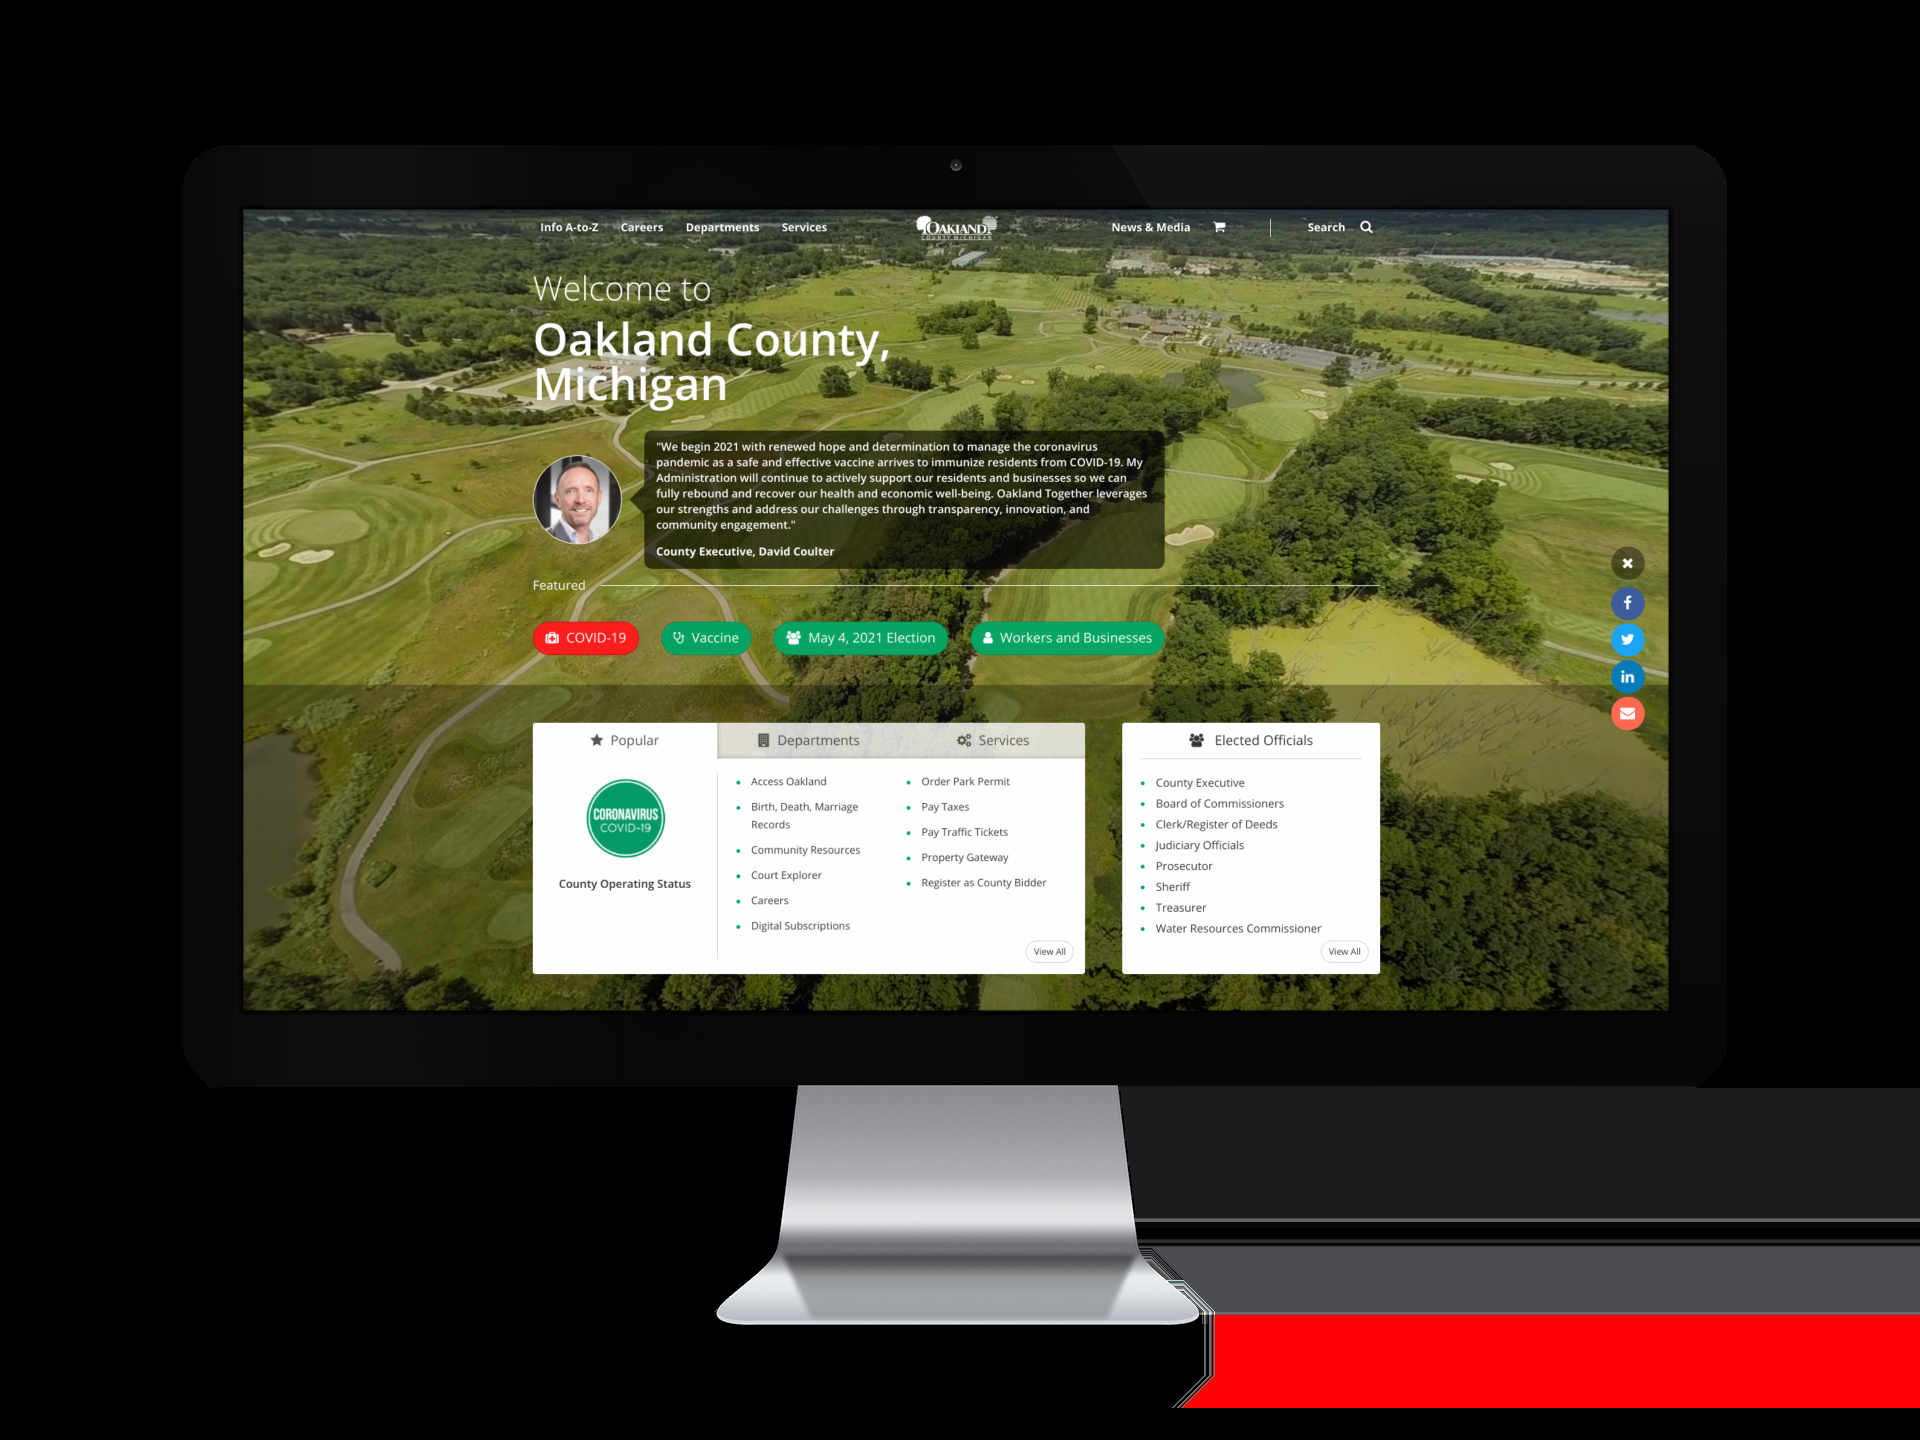 Info A-to-Z Careers Departments Services OAKLAND News & Media Search
COUNTY MICHIGAN
Welcome to
Oakland County,
Michigan
"We begin 2021 with renewed hope and determination to manage the coronavirus
pandemic as a safe and effective vaccine arrives to immunize residents from COVID-19. My
Administration will continue to actively support our residents and businesses so we can
fully rebound and recover our health and economic well-being. Oakland Together leverages
our strengths and address our challenges through transparency, innovation, and
community engagement."
County Executive, David Coulter
Featured
COVID-19 Vaccine May 4, 2021 Election Workers and Businesses
Popular Departments Services
CORONAVIRUS
COVID-19
County Operating Status
Access Oakland
Birth, Death, Marriage
Records
Community Resources
Court Explorer
Careers
Digital Subscriptions
Order Park Permit
Pay Taxes
Pay Traffic Tickets
Property Gateway
Register as County Bidder
View All
Elected Officials
County Executive
Board of Commissioners
Clerk/Register of Deeds
Judiciary Officials
Prosecutor
Sheriff
Treasurer
Water Resources Commissioner
View All